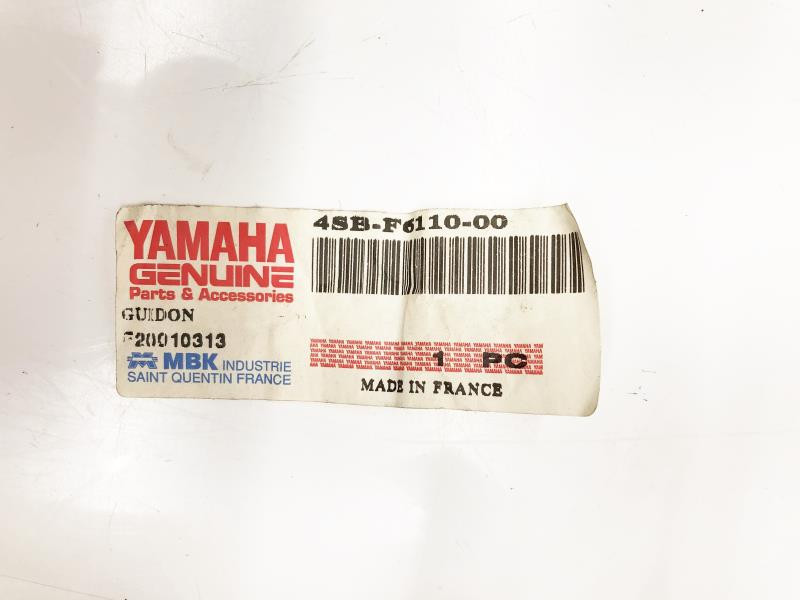 YAMAHA
GENUINE
Parts & Accessories
GUIDON
F20010313
MBK INDUSTRIE
SAINT QUENTIN FRANCE
4SB-F6110-00
1 PC
MADE IN FRANCE